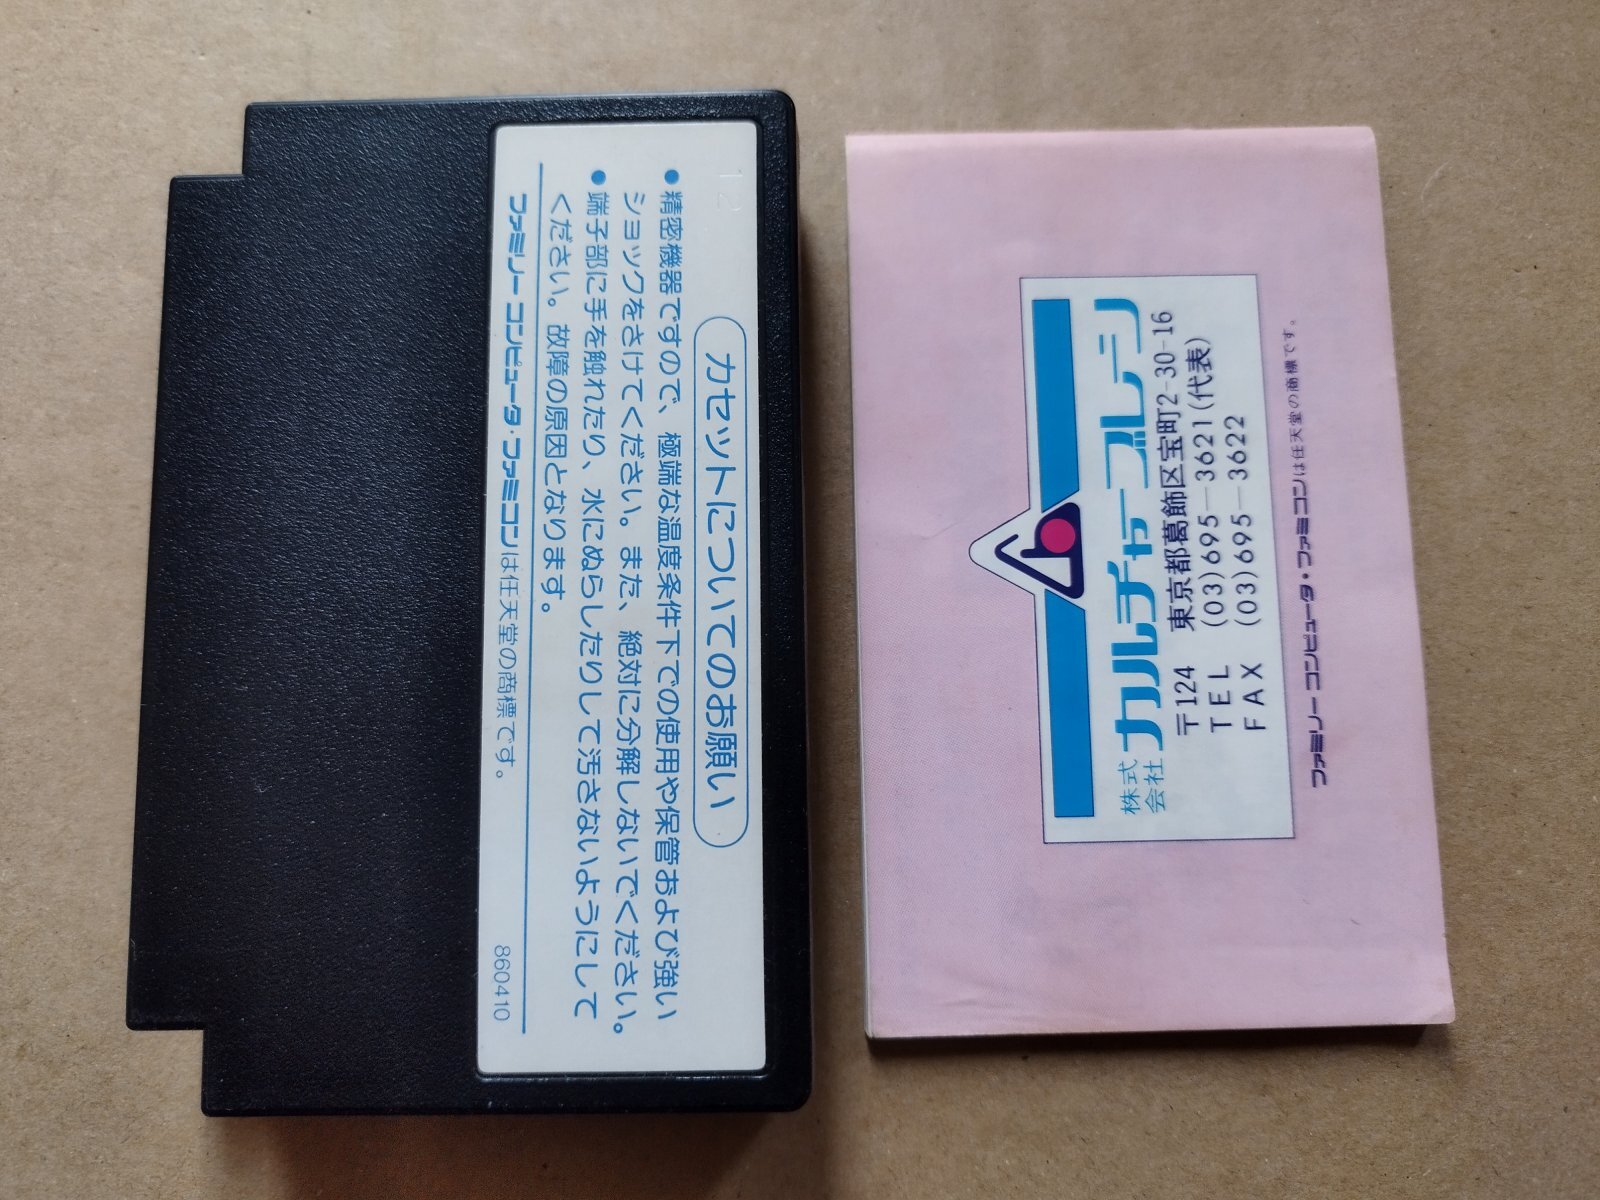 12
カセットについてのお願い
●精密機器ですので、極端な温度条件下での使用や保管および強い
ショックをさけてください。また、絶対に分解しないでください。
●端子部に手を触れたり、水にぬらしたりして汚さないようにして
ください。故障の原因となります。
ファミリーコンピュータ・ファミコンは任天堂の商標です。
860410
株式会社 カルチャーブレーン
〒124 東京都葛飾区宝町2-30-16
TEL (03)695-3621(代表)
FAX (03)695-3622
ファミリーコンピュータ・ファミコンは任天堂の商標です。